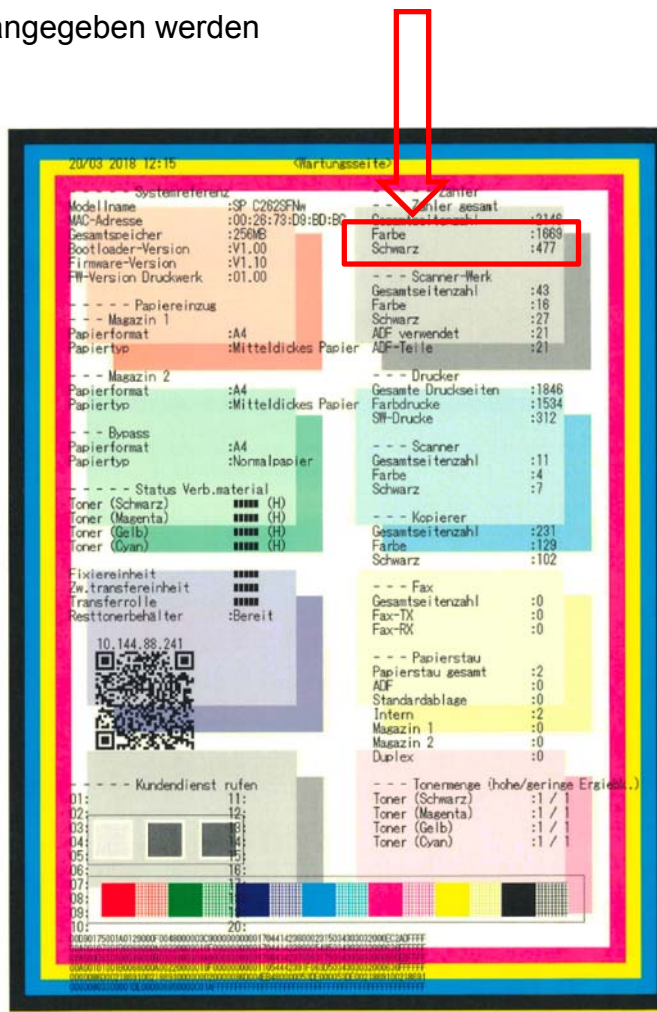 angegeben werden
20/03 2018 12:15 <Wartungsseite>
- - - - - Systemreferenz
Modellname :SP C262SFNw
MAC-Adresse :00:26:73:D9:BD:BC
Gesamtspeicher :256MB
Bootloader-Version :V1.00
Firmware-Version :V1.10
FW-Version Druckwerk :01.00
- - - - - Papiereinzug
- - - Magazin 1
Papierformat :A4
Papiertyp :Mitteldickes Papier
- - - Magazin 2
Papierformat :A4
Papiertyp :Mitteldickes Papier
- - - Bypass
Papierformat :A4
Papiertyp :Normalpapier
- - - - - Status Verb.material
Toner (Schwarz) (H)
Toner (Magenta) (H)
Toner (Gelb) (H)
Toner (Cyan) (H)
Fixiereinheit
Zw.transfereinheit
Transferrolle
Resttonerbehälter :Bereit
10.144.88.241
- - - - - Kundendienst rufen
01: 11:
02: 12:
03:
04:
05: 15:
06: 16:
07:
08:
09:
10: 20:
- - - - - Zähler
- - - Zähler gesamt
Gesamtseitenzahl :2146
Farbe :1669
Schwarz :477
- - - Scanner-Werk
Gesamtseitenzahl :43
Farbe :16
Schwarz :27
ADF verwendet :21
ADF-Teile :21
- - - Drucker
Gesamte Druckseiten :1846
Farbdrucke :1534
SW-Drucke :312
- - - Scanner
Gesamtseitenzahl :11
Farbe :4
Schwarz :7
- - - Kopierer
Gesamtseitenzahl :231
Farbe :129
Schwarz :102
- - - Fax
Gesamtseitenzahl :0
Fax-TX :0
Fax-RX :0
- - - Papierstau
Papierstau gesamt :2
ADF :0
Standardablage :0
Intern :2
Magazin 1 :0
Magazin 2 :0
Duplex :0
- - - Tonermenge (hohe/geringe Ergiebk.)
Toner (Schwarz) :1 / 1
Toner (Magenta) :1 / 1
Toner (Gelb) :1 / 1
Toner (Cyan) :1 / 1